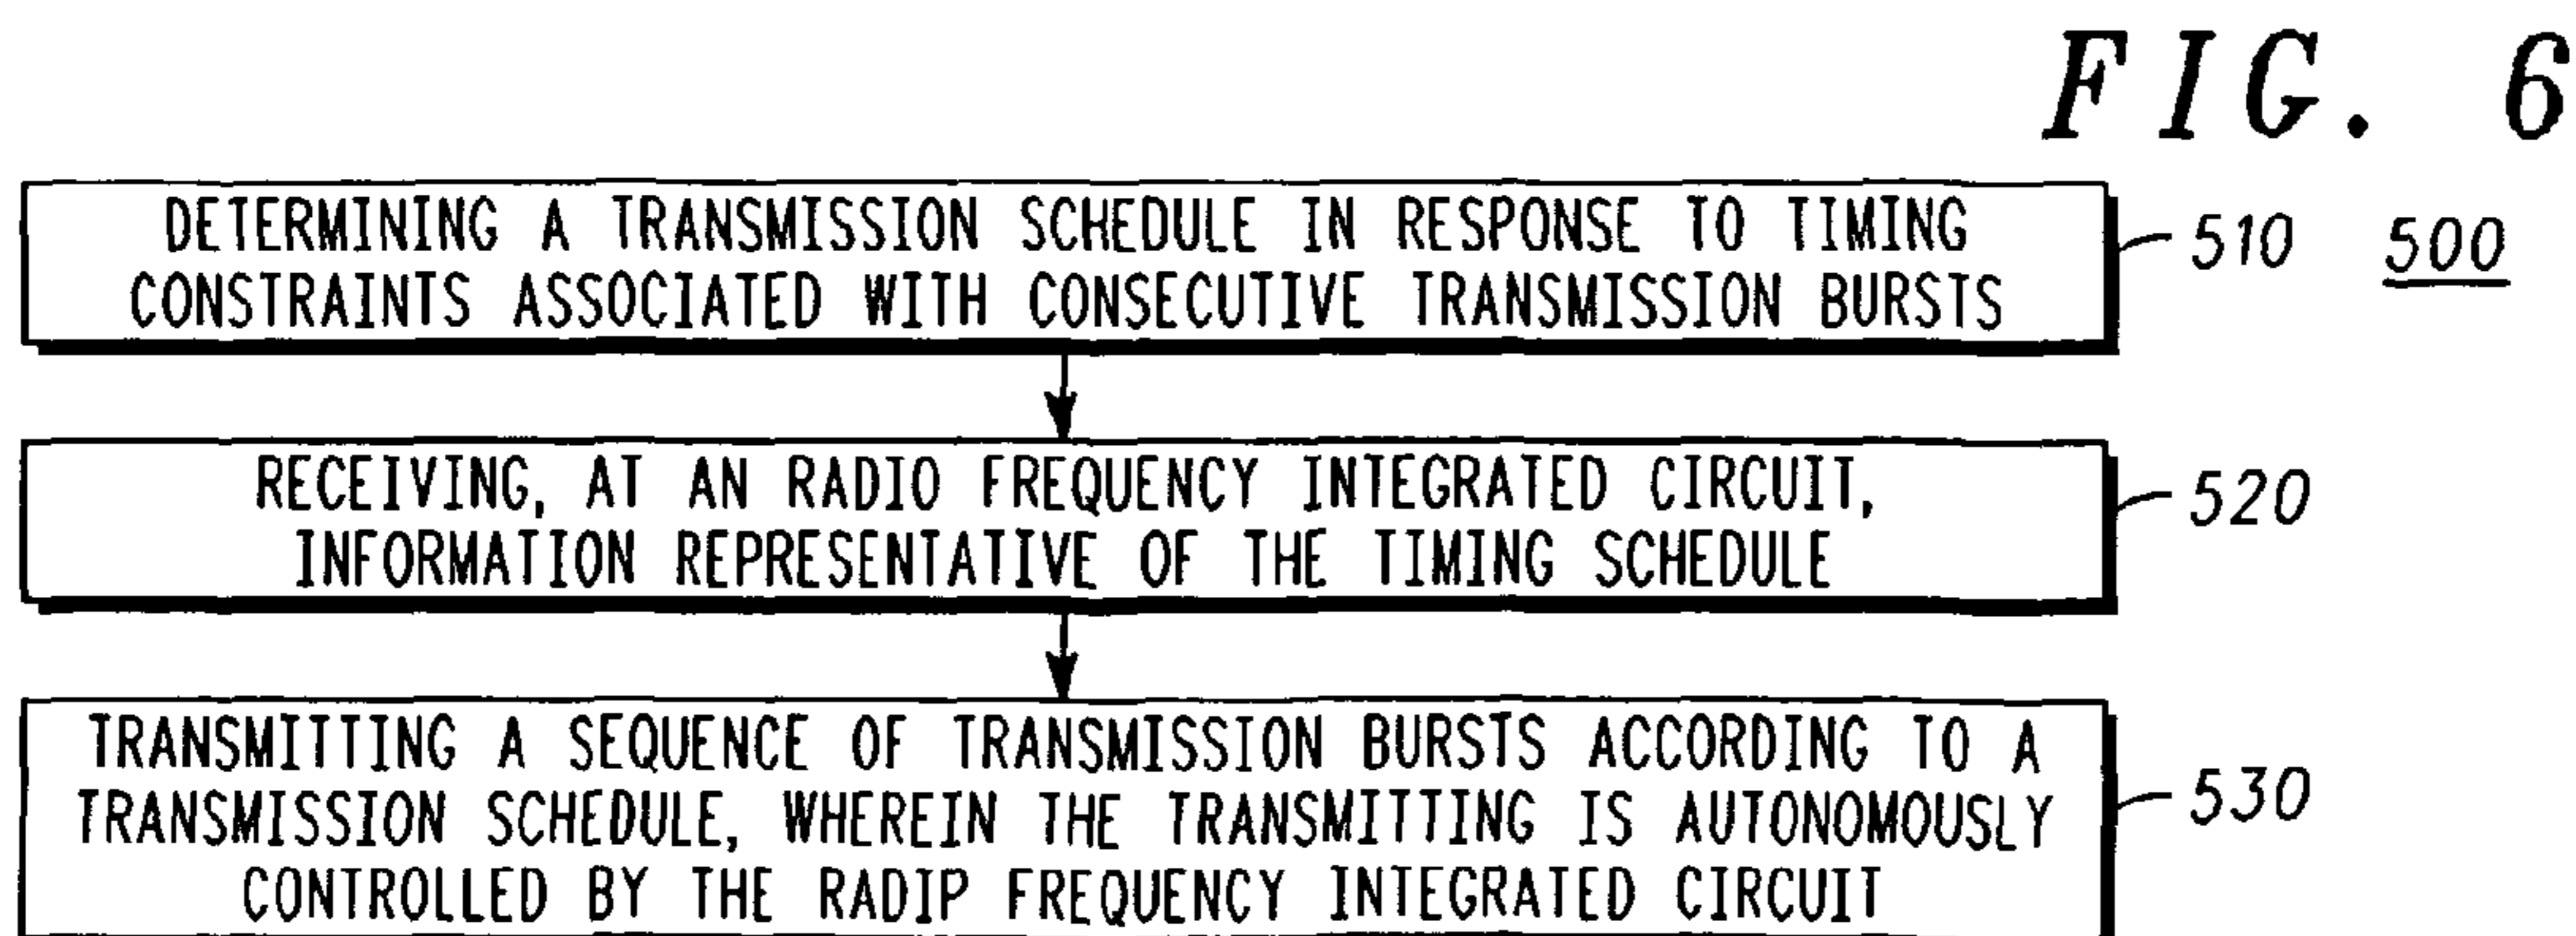 FIG. 6
DETERMINING A TRANSMISSION SCHEDULE IN RESPONSE TO TIMING
CONSTRAINTS ASSOCIATED WITH CONSECUTIVE TRANSMISSION BURSTS
510
500
RECEIVING, AT AN RADIO FREQUENCY INTEGRATED CIRCUIT,
INFORMATION REPRESENTATIVE OF THE TIMING SCHEDULE
520
TRANSMITTING A SEQUENCE OF TRANSMISSION BURSTS ACCORDING TO A
TRANSMISSION SCHEDULE, WHEREIN THE TRANSMITTING IS AUTONOMOUSLY
CONTROLLED BY THE RADIP FREQUENCY INTEGRATED CIRCUIT
530